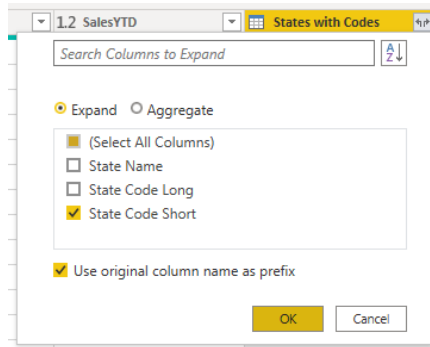 1.2 SalesYTD States with Codes
Search Columns to Expand
A
Z
Expand Aggregate
(Select All Columns)
State Name
State Code Long
State Code Short
Use original column name as prefix
OK Cancel